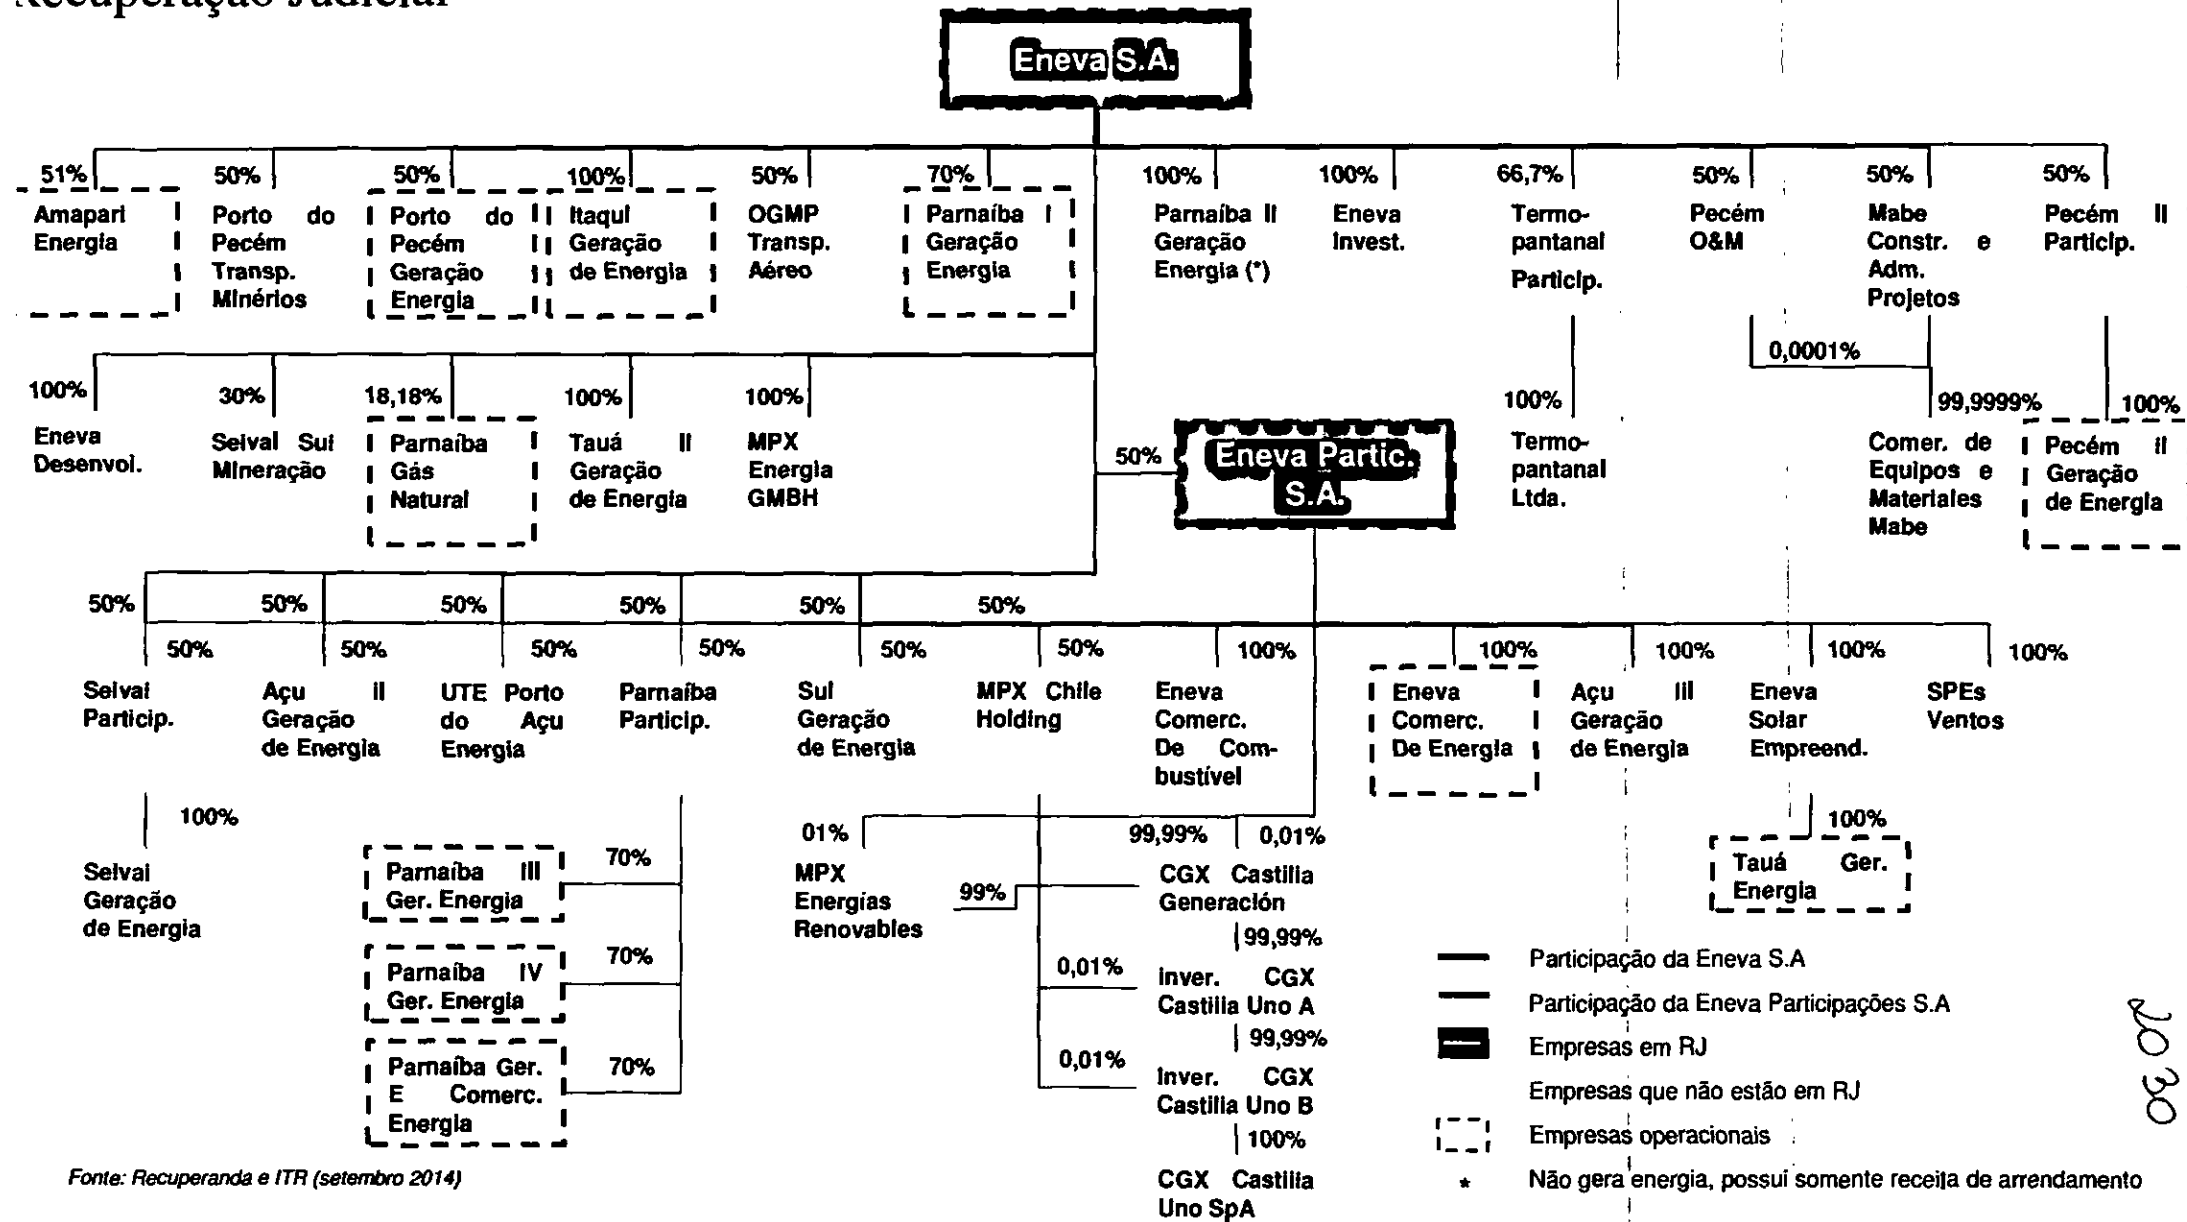 Recuperação Judicial
Eneva S.A.
51%
50%
50%
100%
50%
70%
100%
100%
66,7%
50%
50%
50%
Amapari
Energia
Porto do
Pecém
Transp.
Minérios
Porto do
Pecém
Geração
Energia
Itaqui
Geração
de Energia
OGMP
Transp.
Aéreo
Parnaíba I
Geração
Energia
Parnaíba II
Geração
Energia (*)
Eneva
Invest.
Termo-
pantanal
Particip.
Pecém
O&M
Mabe
Constr. e
Adm.
Projetos
Pecém II
Particip.
0,0001%
100%
30%
18,18%
100%
100%
50%
100%
99,9999%
100%
Eneva
Desenvol.
Seival Sul
Mineração
Parnaíba
Gás
Natural
Tauá II
Geração
de Energia
MPX
Energia
GMBH
Eneva Partic.
S.A.
Termo-
pantanal
Ltda.
Comer. de
Equipos e
Materiales
Mabe
Pecém II
Geração
de Energia
50%
50%
50%
50%
50%
50%
50%
50%
50%
50%
50%
50%
100%
100%
100%
100%
100%
Seival
Particip.
Açu II
Geração
de Energia
UTE Porto
do Açu
Energia
Parnaíba
Particip.
Sul
Geração
de Energia
MPX Chile
Holding
Eneva
Comerc.
De Com-
bustível
Eneva
Comerc.
De Energia
Açu III
Geração
de Energia
Eneva
Solar
Empreend.
SPEs
Ventos
100%
Seival
Geração
de Energia
Parnaíba III
Ger. Energia
70%
Parnaíba IV
Ger. Energia
70%
Parnaíba Ger.
E Comerc.
Energia
70%
01%
MPX
Energías
Renovables
99%
99,99%
0,01%
CGX Castilla
Generación
99,99%
0,01%
Inver. CGX
Castilla Uno A
99,99%
0,01%
Inver. CGX
Castilla Uno B
100%
CGX Castilla
Uno SpA
100%
Tauá Ger.
Energia
Participação da Eneva S.A
Participação da Eneva Participações S.A
Empresas em RJ
Empresas que não estão em RJ
Empresas operacionais
* Não gera energia, possui somente receita de arrendamento
Fonte: Recuperanda e ITR (setembro 2014)
2030